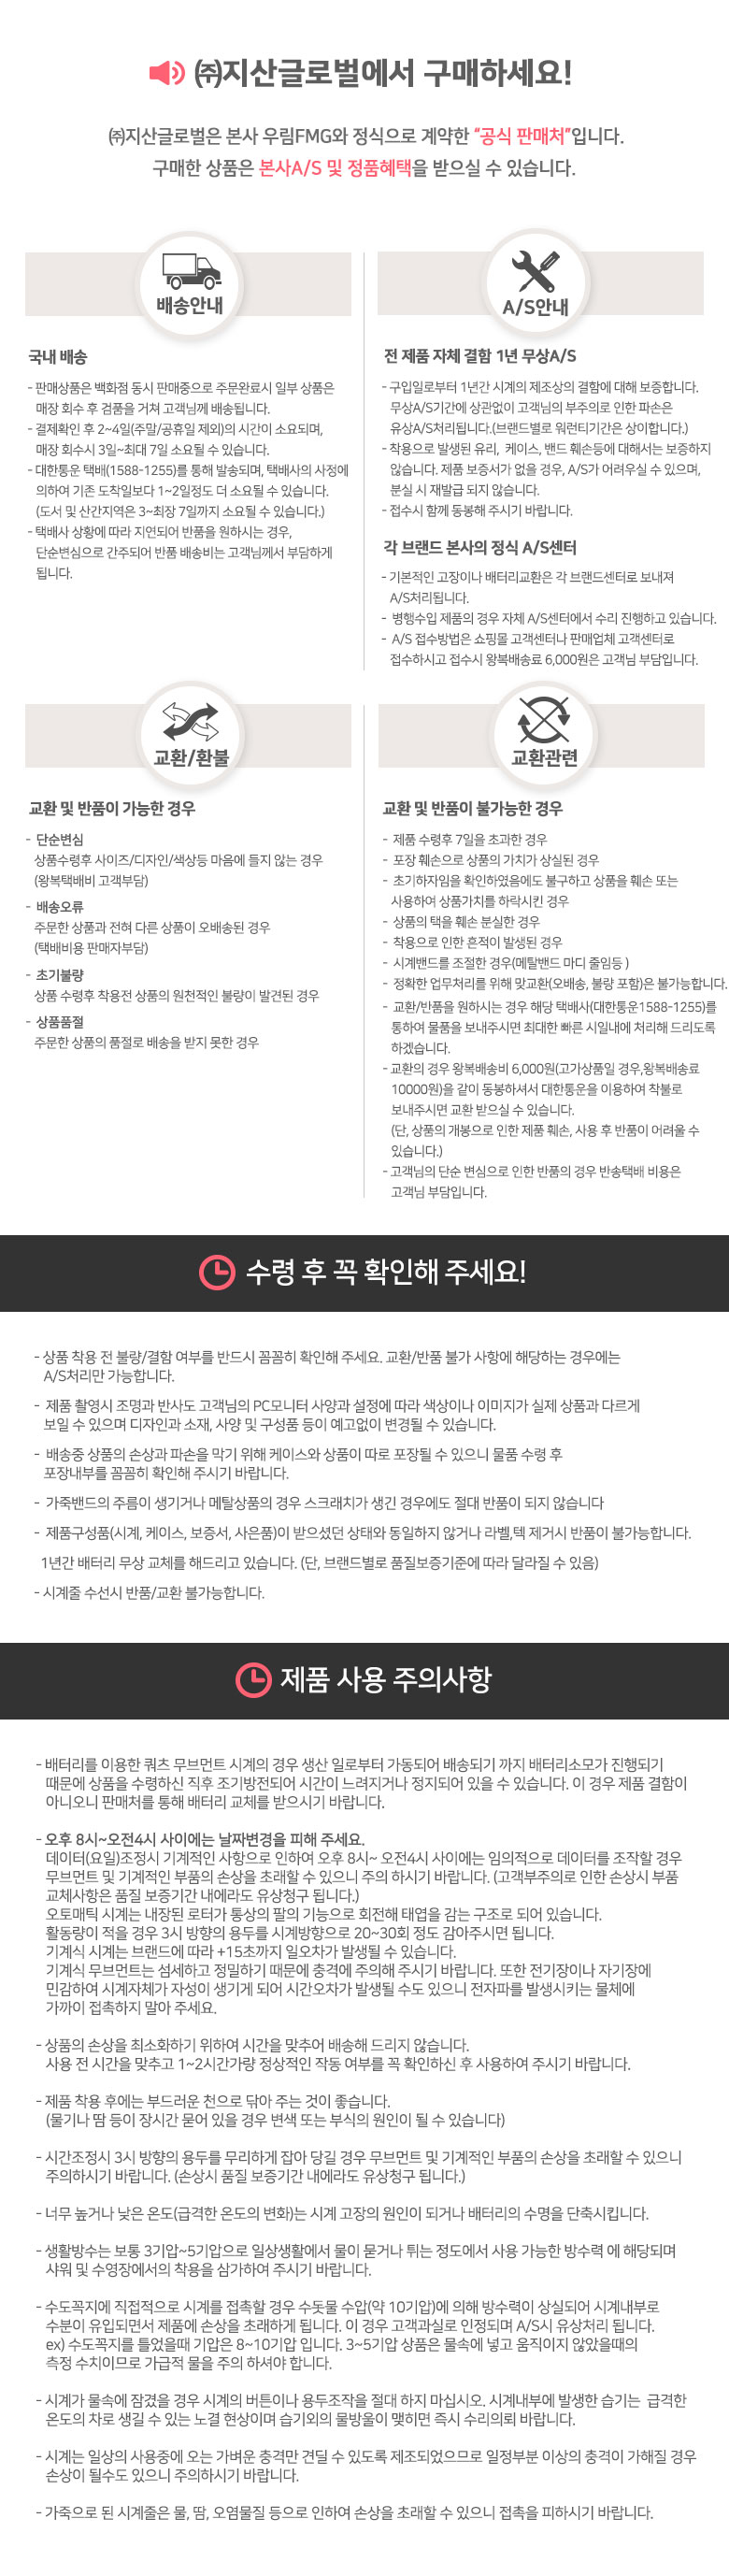 ㈜지산글로벌에서 구매하세요!
㈜지산글로벌은 본사 우림FMG와 정식으로 계약한 “공식 판매처”입니다.
구매한 상품은 본사A/S 및 정품혜택을 받으실 수 있습니다.
배송안내
국내 배송
- 판매상품은 백화점 동시 판매중으로 주문완료시 일부 상품은
매장 회수 후 검품을 거쳐 고객님께 배송됩니다.
- 결제확인 후 2~4일(주말/공휴일 제외)의 시간이 소요되며,
매장 회수시 3일~최대 7일 소요될 수 있습니다.
- 대한통운 택배(1588-1255)를 통해 발송되며, 택배사의 사정에
의하여 기존 도착일보다 1~2일정도 더 소요될 수 있습니다.
(도서 및 산간지역은 3~최장 7일까지 소요될 수 있습니다.)
- 택배사 상황에 따라 지연되어 반품을 원하시는 경우,
단순변심으로 간주되어 반품 배송비는 고객님께서 부담하게
됩니다.
A/S안내
전 제품 자체 결함 1년 무상A/S
- 구입일로부터 1년간 시계의 제조상의 결함에 대해 보증합니다.
무상A/S기간에 상관없이 고객님의 부주의로 인한 파손은
유상A/S처리됩니다.(브랜드별로 워런티기간은 상이합니다.)
- 착용으로 발생된 유리, 케이스, 밴드 훼손등에 대해서는 보증하지
않습니다. 제품 보증서가 없을 경우, A/S가 어려우실 수 있으며,
분실 시 재발급 되지 않습니다.
- 접수시 함께 동봉해 주시기 바랍니다.
각 브랜드 본사의 정식 A/S센터
- 기본적인 고장이나 배터리교환은 각 브랜드센터로 보내져
A/S처리됩니다.
- 병행수입 제품의 경우 자체 A/S센터에서 수리 진행하고 있습니다.
- A/S 접수방법은 쇼핑몰 고객센터나 판매업체 고객센터로
접수하시고 접수시 왕복배송료 6,000원은 고객님 부담입니다.
교환/환불
교환 및 반품이 가능한 경우
- 단순변심
상품수령후 사이즈/디자인/색상등 마음에 들지 않는 경우
(왕복택배비 고객부담)
- 배송오류
주문한 상품과 전혀 다른 상품이 오배송된 경우
(택배비용 판매자부담)
- 초기불량
상품 수령후 착용전 상품의 원천적인 불랑이 발견된 경우
- 상품품절
주문한 상품의 품절로 배송을 받지 못한 경우
교환관련
교환 및 반품이 불가능한 경우
- 제품 수령후 7일을 초과한 경우
- 포장 훼손으로 상품의 가치가 상실된 경우
- 초기하자임을 확인하였음에도 불구하고 상품을 훼손 또는
사용하여 상품가치를 하락시킨 경우
- 상품의 택을 훼손 분실한 경우
- 착용으로 인한 흔적이 발생된 경우
- 시계밴드를 조절한 경우(메탈밴드 마디 줄임등 )
- 정확한 업무처리를 위해 맞교환(오배송, 불량 포함)은 불가능합니다.
- 교환/반품을 원하시는 경우 해당 택배사(대한통운1588-1255)를
통하여 물품을 보내주시면 최대한 빠른 시일내에 처리해 드리도록
하겠습니다.
- 교환의 경우 왕복배송비 6,000원(고가상품일 경우,왕복배송료
10000원)을 같이 동봉하셔서 대한통운을 이용하여 착불로
보내주시면 교환 받으실 수 있습니다.
(단, 상품의 개봉으로 인한 제품 훼손, 사용 후 반품이 어려울 수
있습니다.)
- 고객님의 단순 변심으로 인한 반품의 경우 반송택배 비용은
고객님 부담입니다.
수령 후 꼭 확인해 주세요!
- 상품 착용 전 불량/결함 여부를 반드시 꼼꼼히 확인해 주세요. 교환/반품 불가 사항에 해당하는 경우에는
A/S처리만 가능합니다.
- 제품 촬영시 조명과 반사도 고객님의 PC모니터 사양과 설정에 따라 색상이나 이미지가 실제 상품과 다르게
보일 수 있으며 디자인과 소재, 사양 및 구성품 등이 예고없이 변경될 수 있습니다.
- 배송중 상품의 손상과 파손을 막기 위해 케이스와 상품이 따로 포장될 수 있으니 물품 수령 후
포장내부를 꼼꼼히 확인해 주시기 바랍니다.
- 가죽밴드의 주름이 생기거나 메탈상품의 경우 스크래치가 생긴 경우에도 절대 반품이 되지 않습니다
- 제품구성품(시계, 케이스, 보증서, 사은품)이 받으셨던 상태와 동일하지 않거나 라벨,텍 제거시 반품이 불가능합니다.
1년간 배터리 무상 교체를 해드리고 있습니다. (단, 브랜드별로 품질보증기준에 따라 달라질 수 있음)
- 시계줄 수선시 반품/교환 불가능합니다.
제품 사용 주의사항
- 배터리를 이용한 쿼츠 무브먼트 시계의 경우 생산 일로부터 가동되어 배송되기 까지 배터리소모가 진행되기
때문에 상품을 수령하신 직후 조기방전되어 시간이 느려지거나 정지되어 있을 수 있습니다. 이 경우 제품 결함이
아니오니 판매처를 통해 배터리 교체를 받으시기 바랍니다.
- 오후 8시~오전4시 사이에는 날짜변경을 피해 주세요.
데이터(요일)조정시 기계적인 사항으로 인하여 오후 8시~ 오전4시 사이에는 임의적으로 데이터를 조작할 경우
무브먼트 및 기계적인 부품의 손상을 초래할 수 있으니 주의 하시기 바랍니다. (고객부주의로 인한 손상시 부품
교체사항은 품질 보증기간 내에라도 유상청구 됩니다.)
오토매틱 시계는 내장된 로터가 통상의 팔의 기능으로 회전해 태엽을 감는 구조로 되어 있습니다.
활동량이 적을 경우 3시 방향의 용두를 시계방향으로 20~30회 정도 감아주시면 됩니다.
기계식 시계는 브랜드에 따라 +15초까지 일오차가 발생될 수 있습니다.
기계식 무브먼트는 섬세하고 정밀하기 때문에 충격에 주의해 주시기 바랍니다. 또한 전기장이나 자기장에
민감하여 시계자체가 자성이 생기게 되어 시간오차가 발생될 수도 있으니 전자파를 발생시키는 물체에
가까이 접촉하지 말아 주세요.
- 상품의 손상을 최소화하기 위하여 시간을 맞추어 배송해 드리지 않습니다.
사용 전 시간을 맞추고 1~2시간가량 정상적인 작동 여부를 꼭 확인하신 후 사용하여 주시기 바랍니다.
- 제품 착용 후에는 부드러운 천으로 닦아 주는 것이 좋습니다.
(물기나 땀 등이 장시간 묻어 있을 경우 변색 또는 부식의 원인이 될 수 있습니다)
- 시간조정시 3시 방향의 용두를 무리하게 잡아 당길 경우 무브먼트 및 기계적인 부품의 손상을 초래할 수 있으니
주의하시기 바랍니다. (손상시 품질 보증기간 내에라도 유상청구 됩니다.)
- 너무 높거나 낮은 온도(급격한 온도의 변화)는 시계 고장의 원인이 되거나 배터리의 수명을 단축시킵니다.
- 생활방수는 보통 3기압~5기압으로 일상생활에서 물이 묻거나 튀는 정도에서 사용 가능한 방수력 에 해당되며
샤워 및 수영장에서의 착용을 삼가하여 주시기 바랍니다.
- 수도꼭지에 직접적으로 시계를 접촉할 경우 수돗물 수압(약 10기압)에 의해 방수력이 상실되어 시계내부로
수분이 유입되면서 제품에 손상을 초래하게 됩니다. 이 경우 고객과실로 인정되며 A/S시 유상처리 됩니다.
ex) 수도꼭지를 틀었을때 기압은 8~10기압 입니다. 3~5기압 상품은 물속에 넣고 움직이지 않았을때의
측정 수치이므로 가급적 물을 주의 하셔야 합니다.
- 시계가 물속에 잠겼을 경우 시계의 버튼이나 용두조작을 절대 하지 마십시오. 시계내부에 발생한 습기는 급격한
온도의 차로 생길 수 있는 노결 현상이며 습기외의 물방울이 맺히면 즉시 수리의뢰 바랍니다.
- 시계는 일상의 사용중에 오는 가벼운 충격만 견딜 수 있도록 제조되었으므로 일정부분 이상의 충격이 가해질 경우
손상이 될수도 있으니 주의하시기 바랍니다.
- 가죽으로 된 시계줄은 물, 땀, 오염물질 등으로 인하여 손상을 초래할 수 있으니 접촉을 피하시기 바랍니다.